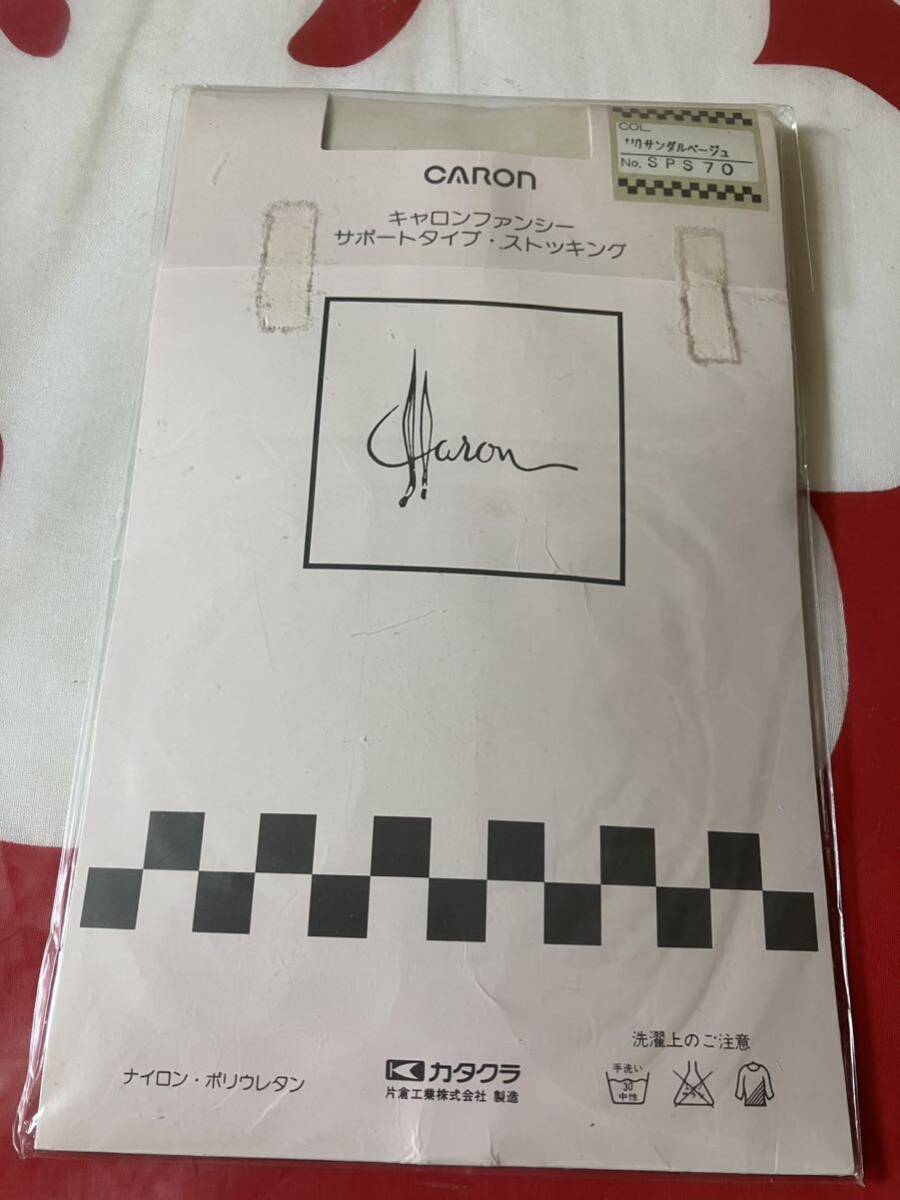 COL
117サンダルベージュ
No. SPS70
CARON
キャロンファンシー
サポートタイプ・ストッキング
Caron
洗濯上のご注意
手洗い
30
中性
ナイロン・ポリウレタン
カタクラ
片倉工業株式会社 製造